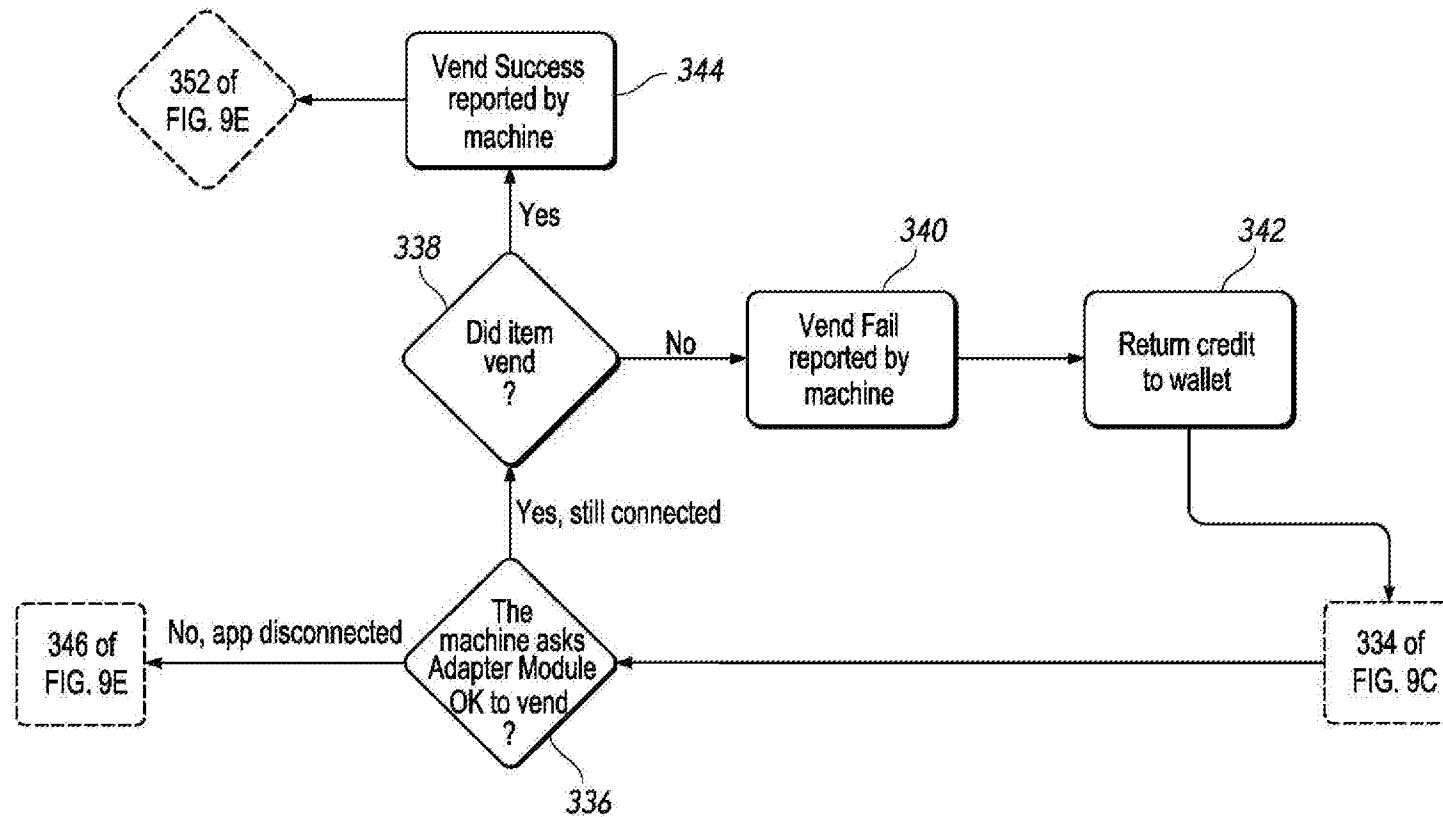 352 of
FIG. 9E
Vend Success
reported by
machine
344
Yes
338
Did item
vend
?
No
340
Vend Fail
reported by
machine
342
Return credit
to wallet
Yes, still connected
346 of
FIG. 9E
No, app disconnected
The
machine asks
Adapter Module
OK to vend
?
336
334 of
FIG. 9C